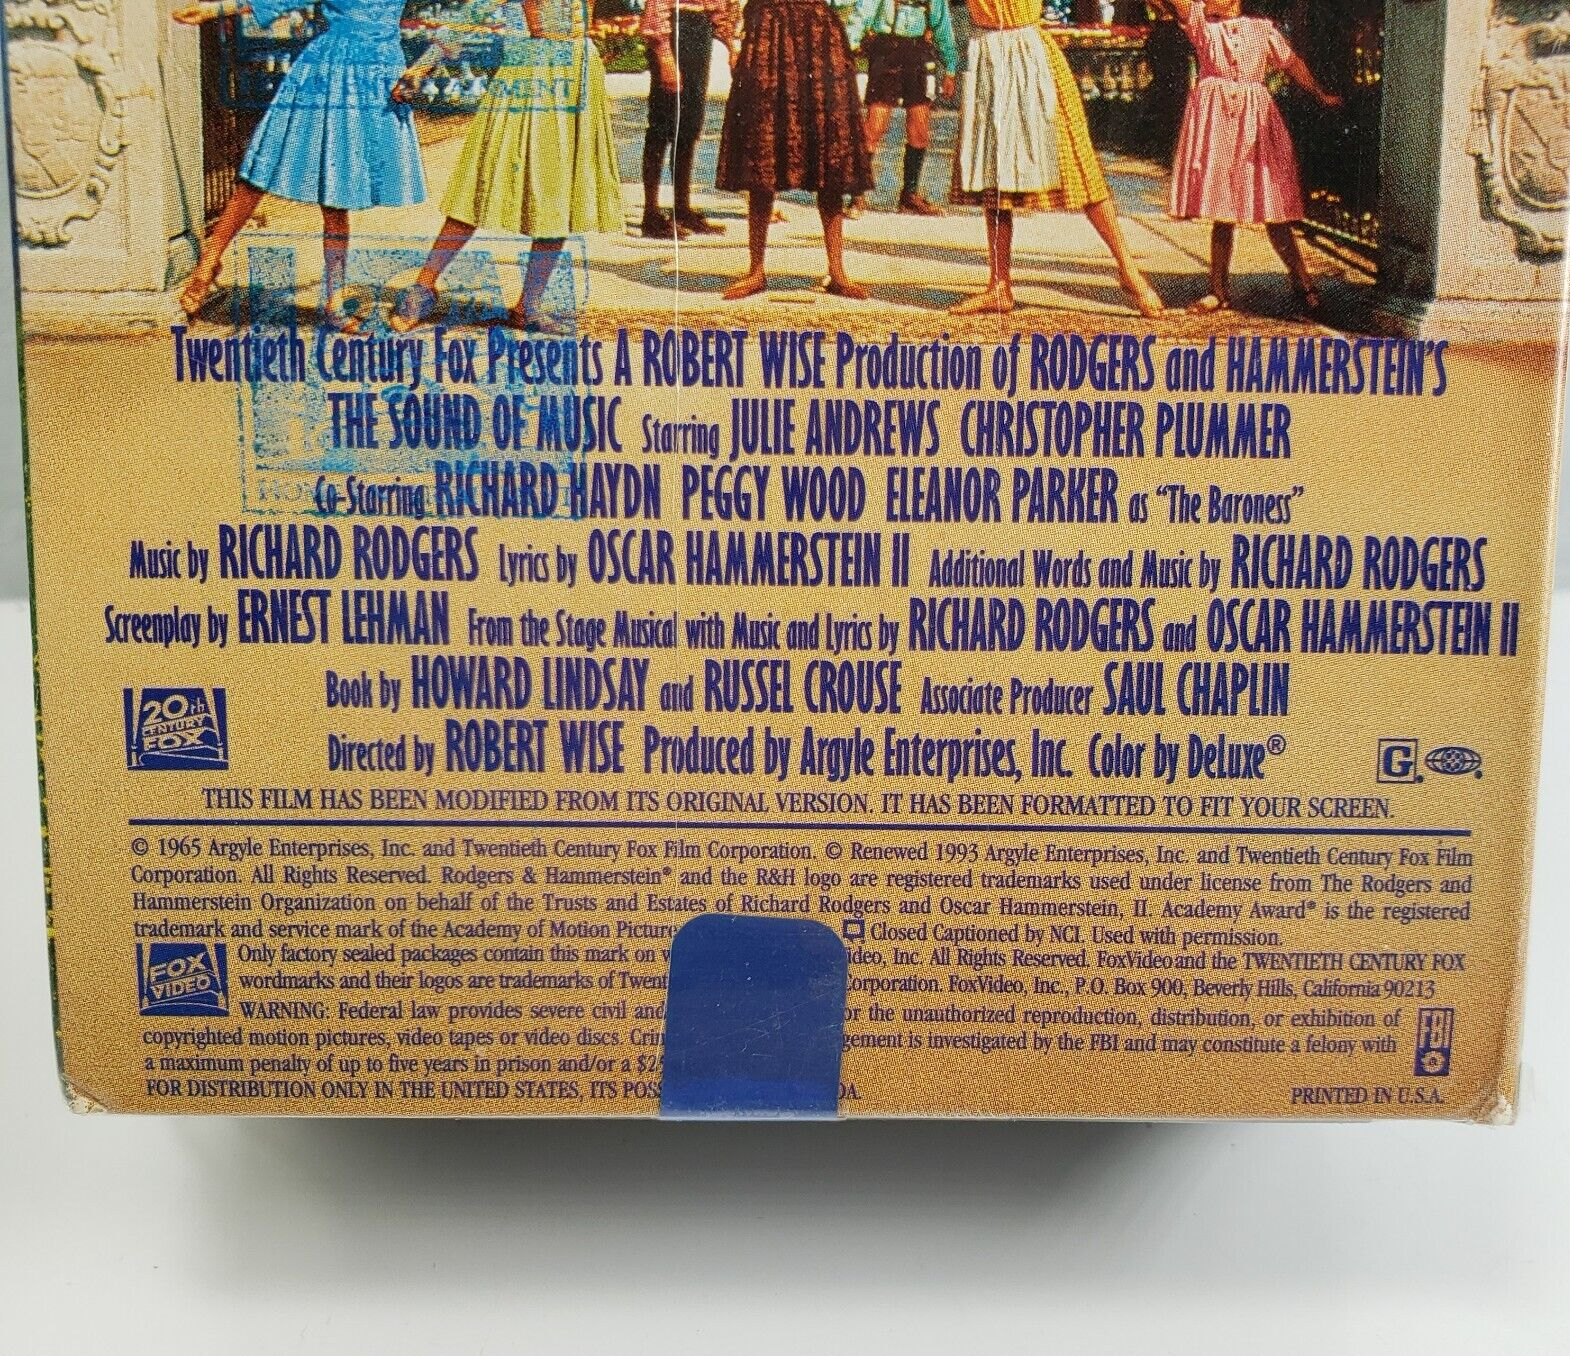 AINMENT
Twentieth Century Fox Presents A ROBERT WISE Production of RODGERS and HAMMERSTEIN'S
THE SOUND OF MUSIC Starring JULIE ANDREWS CHRISTOPHER PLUMMER
Co-Starring RICHARD HAYDN PEGGY WOOD ELEANOR PARKER as "The Baroness"
Music by RICHARD RODGERS Lyrics by OSCAR HAMMERSTEIN II Additional Words and Music by RICHARD RODGERS
Screenplay by ERNEST LEHMAN From the Stage Musical with Music and Lyrics by RICHARD RODGERS and OSCAR HAMMERSTEIN II
Book by HOWARD LINDSAY and RUSSEL CROUSE Associate Producer SAUL CHAPLIN
20th CENTURY FOX
Directed by ROBERT WISE Produced by Argyle Enterprises, Inc. Color by DeLuxe®
G
THIS FILM HAS BEEN MODIFIED FROM ITS ORIGINAL VERSION. IT HAS BEEN FORMATTED TO FIT YOUR SCREEN.
© 1965 Argyle Enterprises, Inc. and Twentieth Century Fox Film Corporation. © Renewed 1993 Argyle Enterprises, Inc. and Twentieth Century Fox Film
Corporation. All Rights Reserved. Rodgers & Hammerstein® and the R&H logo are registered trademarks used under license from The Rodgers and
Hammerstein Organization on behalf of the Trusts and Estates of Richard Rodgers and Oscar Hammerstein, II. Academy Award® is the registered
trademark and service mark of the Academy of Motion Picture Closed Captioned by NCI. Used with permission.
FOX VIDEO
Only factory sealed packages contain this mark on w ideo, Inc. All Rights Reserved. FoxVideo and the TWENTIETH CENTURY FOX
wordmarks and their logos are trademarks of Twent orporation. FoxVideo, Inc., P.O. Box 900, Beverly Hills, California 90213
WARNING: Federal law provides severe civil and or the unauthorized reproduction, distribution, or exhibition of
copyrighted motion pictures, video tapes or video discs. Crim gement is investigated by the FBI and may constitute a felony with
a maximum penalty of up to five years in prison and/or a $2
FBI
FOR DISTRIBUTION ONLY IN THE UNITED STATES, ITS POSS DA.
PRINTED IN U.S.A.